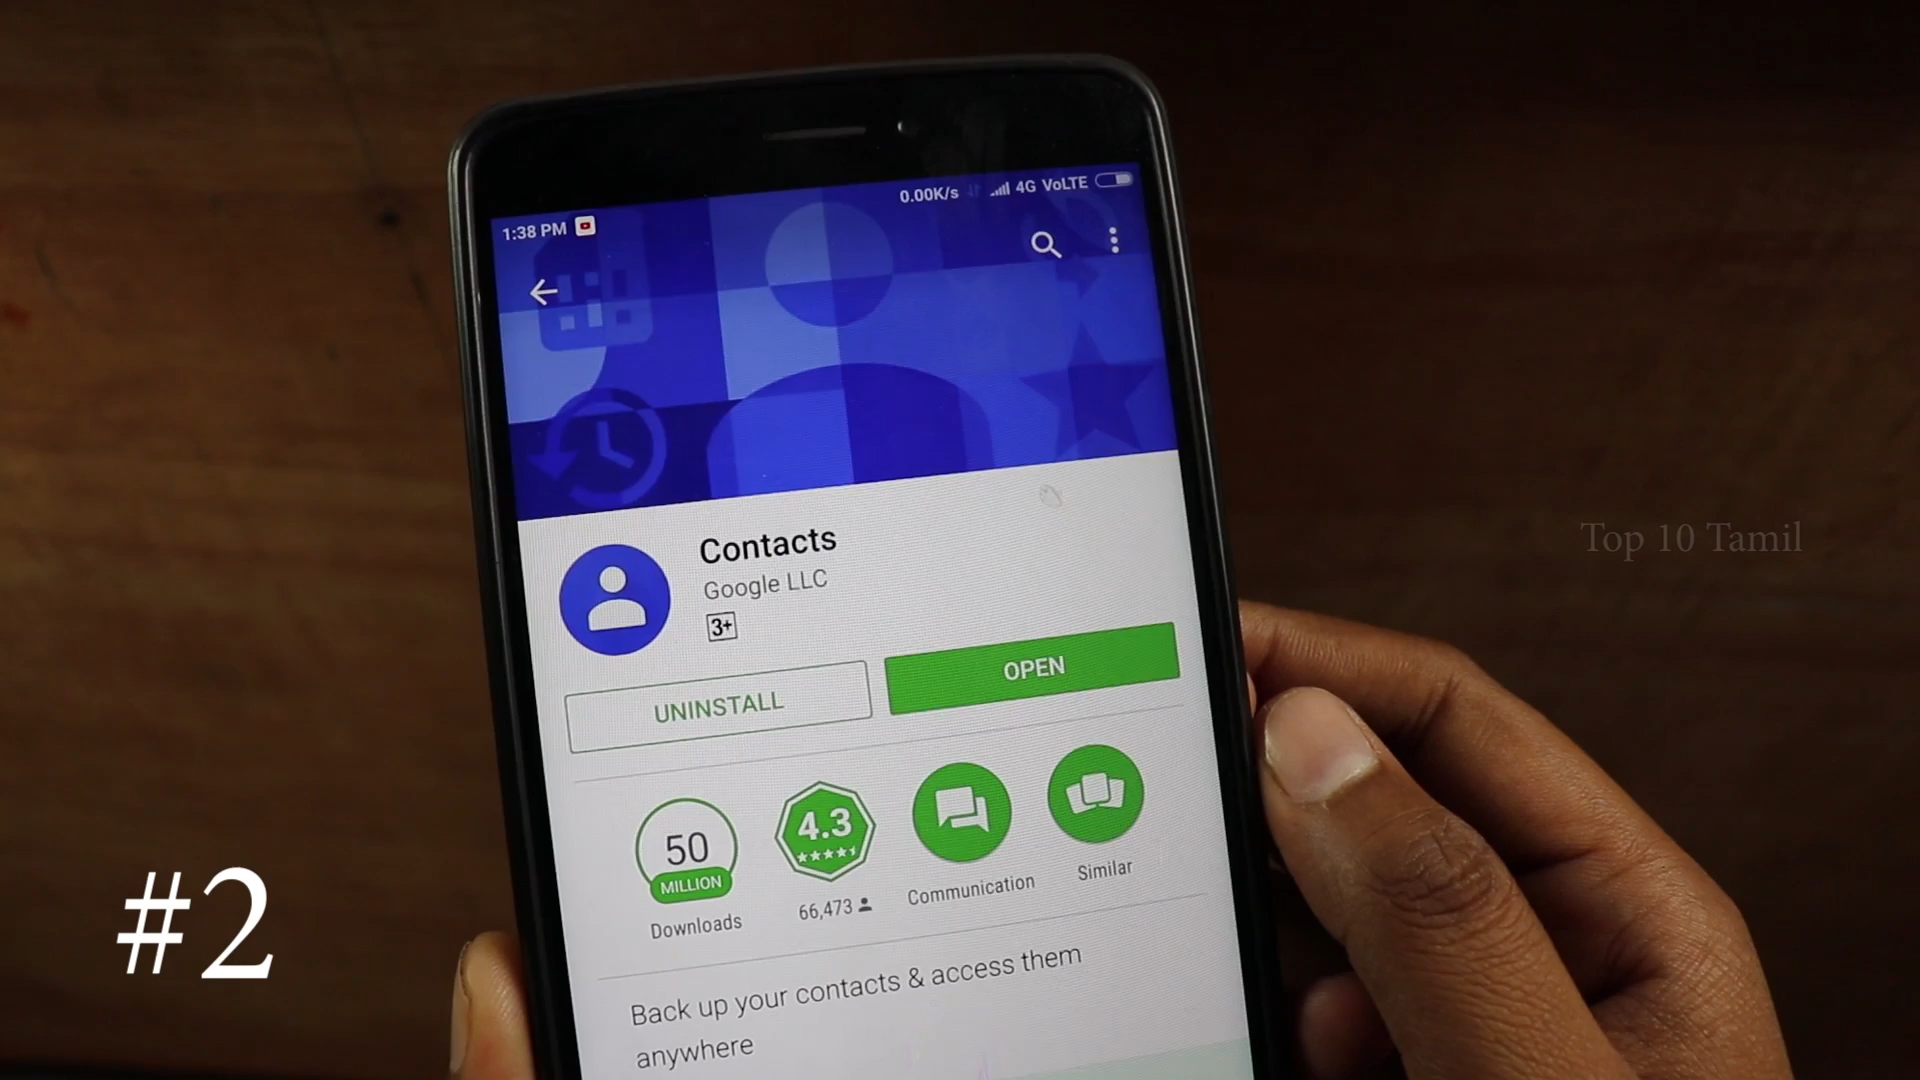 0.00K/s 4G VoLTE
1:38 PM
Contacts
Google LLC
3+
UNINSTALL
OPEN
50
MILLION
Downloads
4.3
66,473
Communication
Similar
Back up your contacts & access them
anywhere
Top 10 Tamil
#2